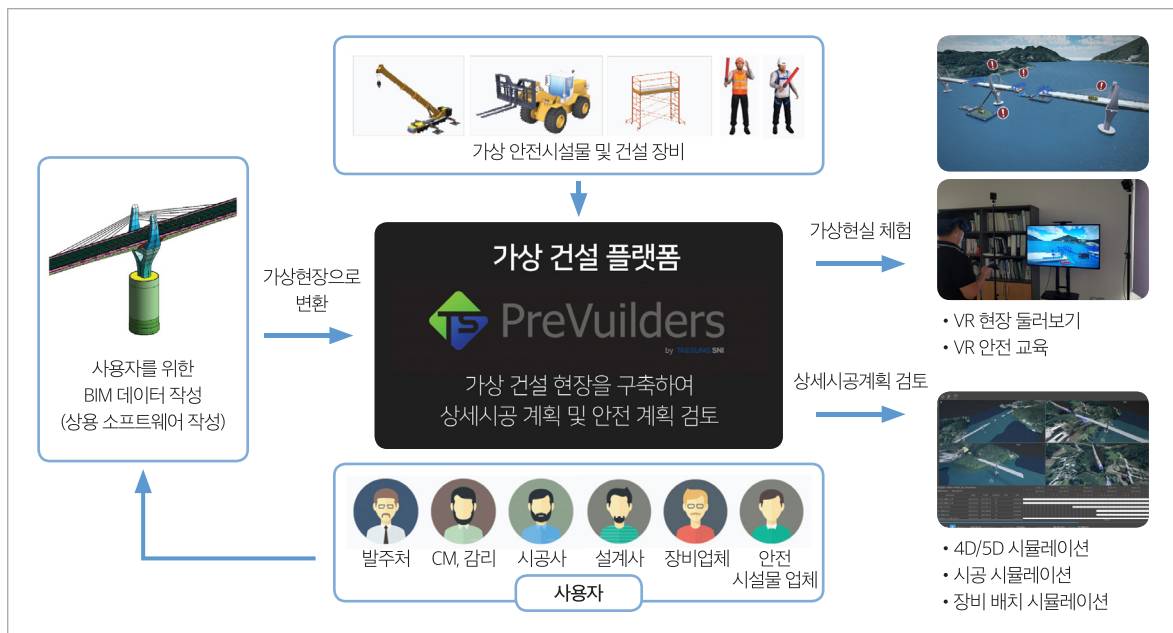 가상 안전시설물 및 건설 장비
사용자를 위한
BIM 데이터 작성
(상용 소프트웨어 작성)
가상현장으로
변환
가상 건설 플랫폼
TS PreVuilders
by TAESUNG SNI
가상 건설 현장을 구축하여
상세시공 계획 및 안전 계획 검토
가상현실 체험
• VR 현장 둘러보기
• VR 안전 교육
상세시공계획 검토
• 4D/5D 시뮬레이션
• 시공 시뮬레이션
• 장비 배치 시뮬레이션
발주처
CM, 감리
시공사
설계사
장비업체
안전
시설물 업체
사용자